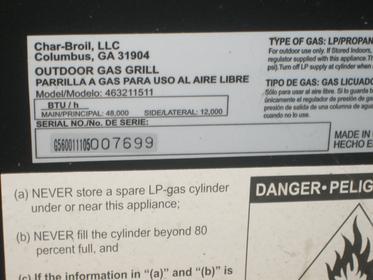 Char-Broil, LLC
Columbus, GA 31904
OUTDOOR GAS GRILL
PARRILLA A GAS PARA USO AL AIRE LIBRE
Model/Modelo: 463211511
BTU / h
MAIN/PRINCIPAL: 48,000 SIDE/LATERAL: 12,000
SERIAL NO./No. DE SERIE:
G5600111105007699
TYPE OF GAS: LP/PROPAN
For outdoor use only. If Stored Indoors,
regulator supplied with this appliance. Th
psi). Turn off LP supply at cylinder when
TIPO DE GAS: GAS LICUADO
Sólo para usar al aire libre. Si lo guarda b
únicamente el regulador de presión de ga
presión de salida de una columna de agua
cuando no lo use.
MADE IN
HECHO E
(a) NEVER store a spare LP-gas cylinder
under or near this appliance;
(b) NEVER fill the cylinder beyond 80
percent full, and
(c) If the information in "(a)" and "(b)" is
DANGER • PELIG